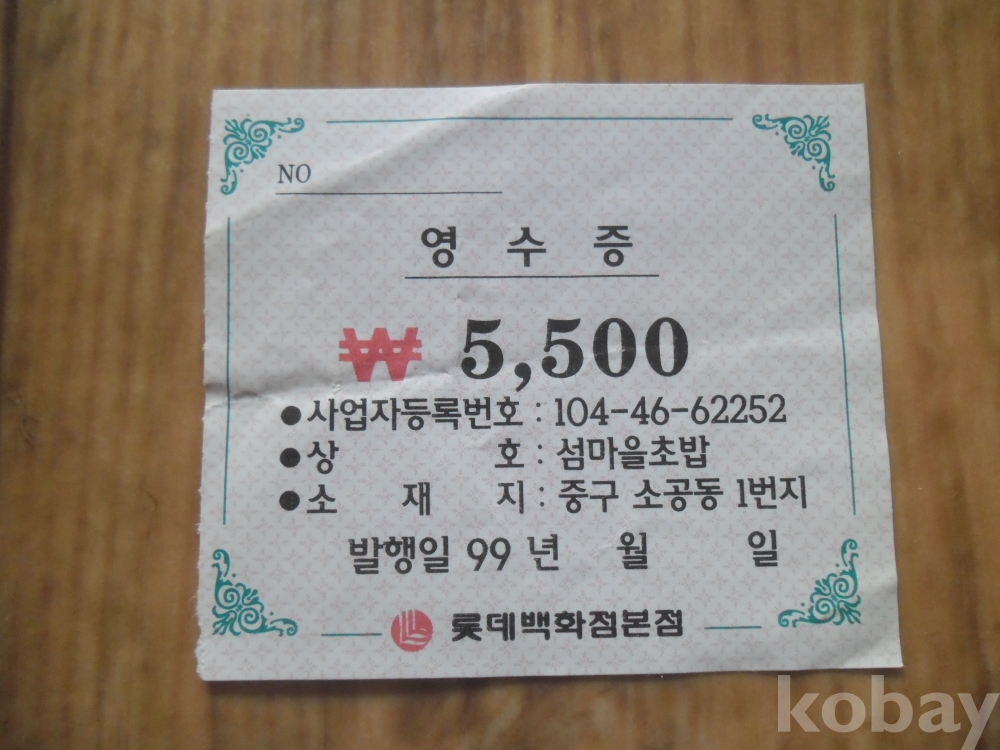 NO
영 수 증
₩ 5,500
●사업자등록번호 : 104-46-62252
●상 호 : 섬마을초밥
●소 재 지 : 중구 소공동 1번지
발행일 99 년 월 일
롯데백화점본점
kobay